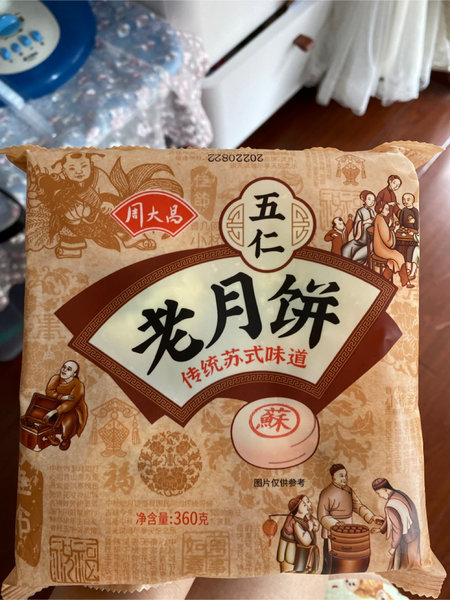 20220822
周大昌
五仁
老月饼
传统苏式味道
蘇
图片仅供参考
福
净含量:360克